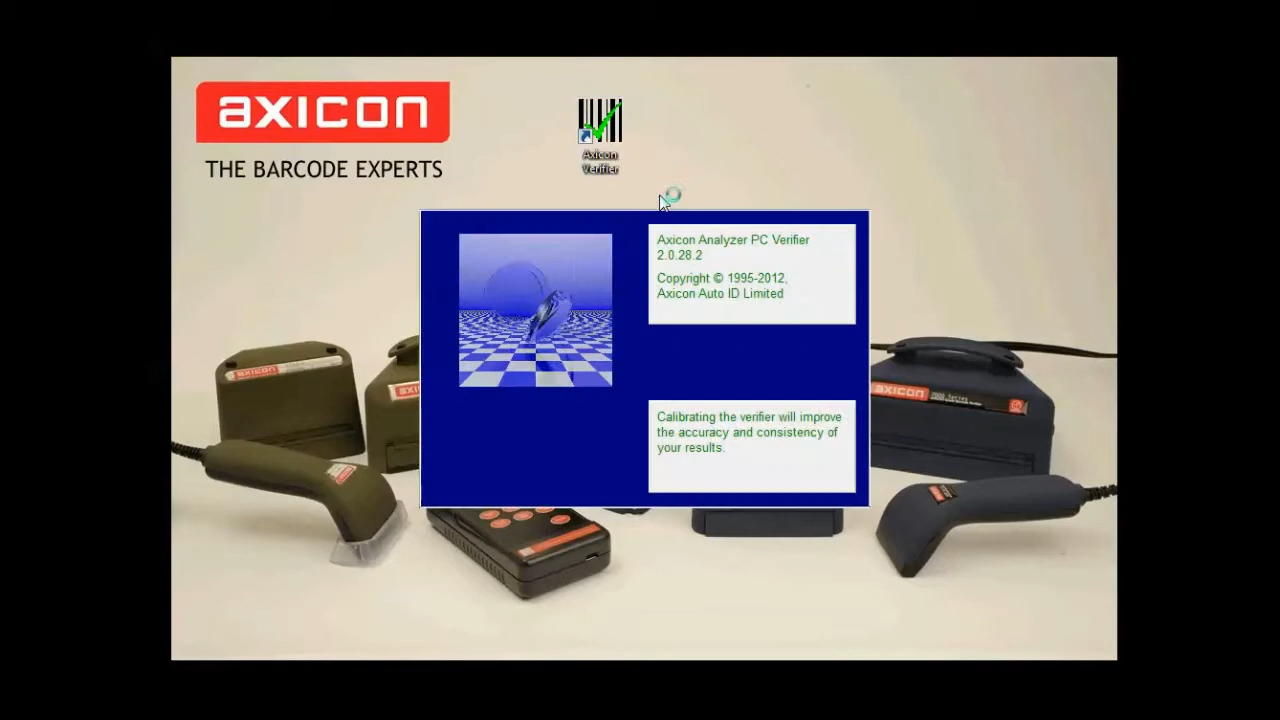 axicon
THE BARCODE EXPERTS
Axicon
Verifier
Axicon Analyzer PC Verifier
2.0.28.2
Copyright © 1995-2012,
Axicon Auto ID Limited
Calibrating the verifier will improve
the accuracy and consistency of
your results.
axicon
axicon